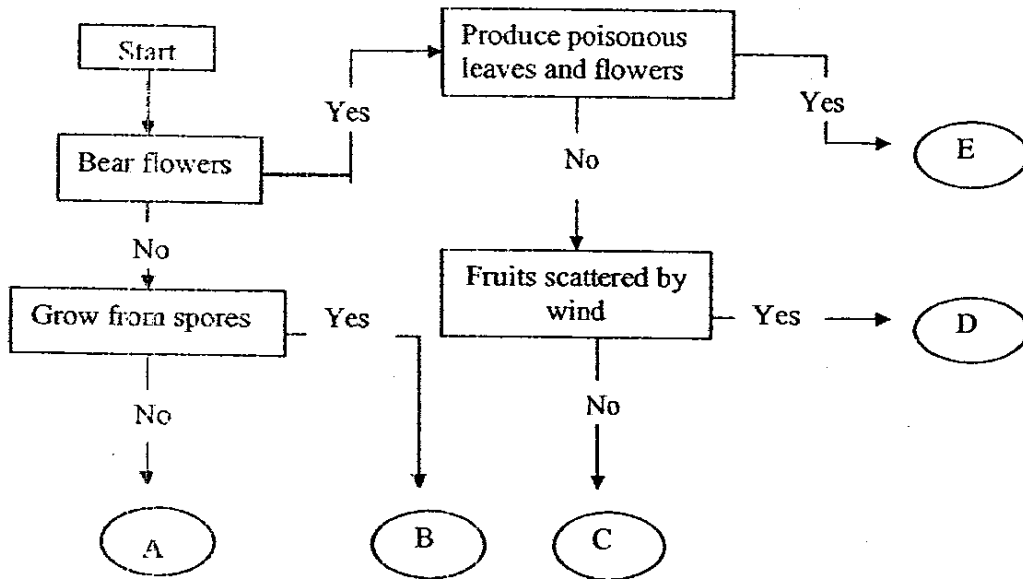 Start
Produce poisonous
leaves and flowers
Yes
Yes
Bear flowers
No
E
No
Fruits scattered by
wind
Grow from spores
Yes
Yes
D
No
No
A
B
C